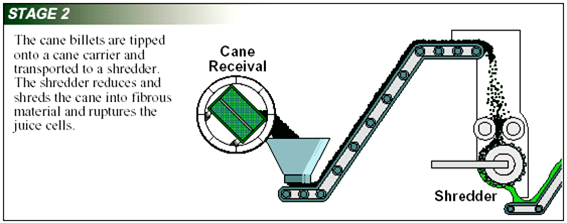 STAGE 2
The cane billets are tipped
onto a cane carrier and
transported to a shredder.
The shredder reduces and
shreds the cane into fibrous
material and ruptures the
juice cells.
Cane
Receival
Shredder